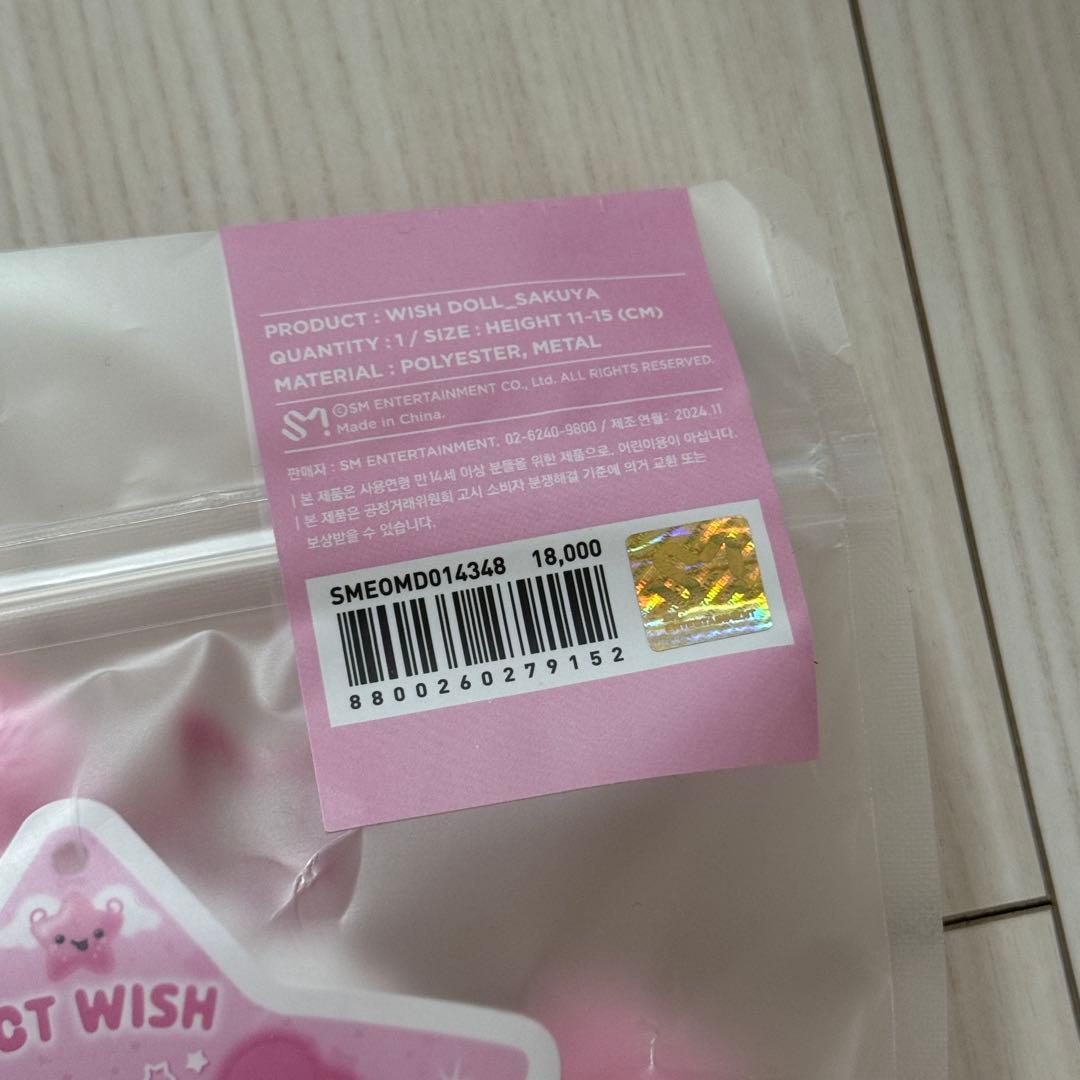 PRODUCT : WISH DOLL_SAKUYA
QUANTITY : 1 / SIZE : HEIGHT 11-15 (CM)
MATERIAL : POLYESTER, METAL
SM!
ⓒSM ENTERTAINMENT CO., Ltd. ALL RIGHTS RESERVED.
Made in China.
판매자 : SM ENTERTAINMENT. 02-6240-9800 / 제조연월: 2024.11
| 본 제품은 사용연령 만14세 이상 분들을 위한 제품으로. 어린이용이 아닙니다.
| 본 제품은 공정거래위원회 고시 소비자 분쟁해결 기준에 의거 교환 또는
보상받을 수 있습니다.
SMEOMD014348 18,000
8800260279152
CT WISH